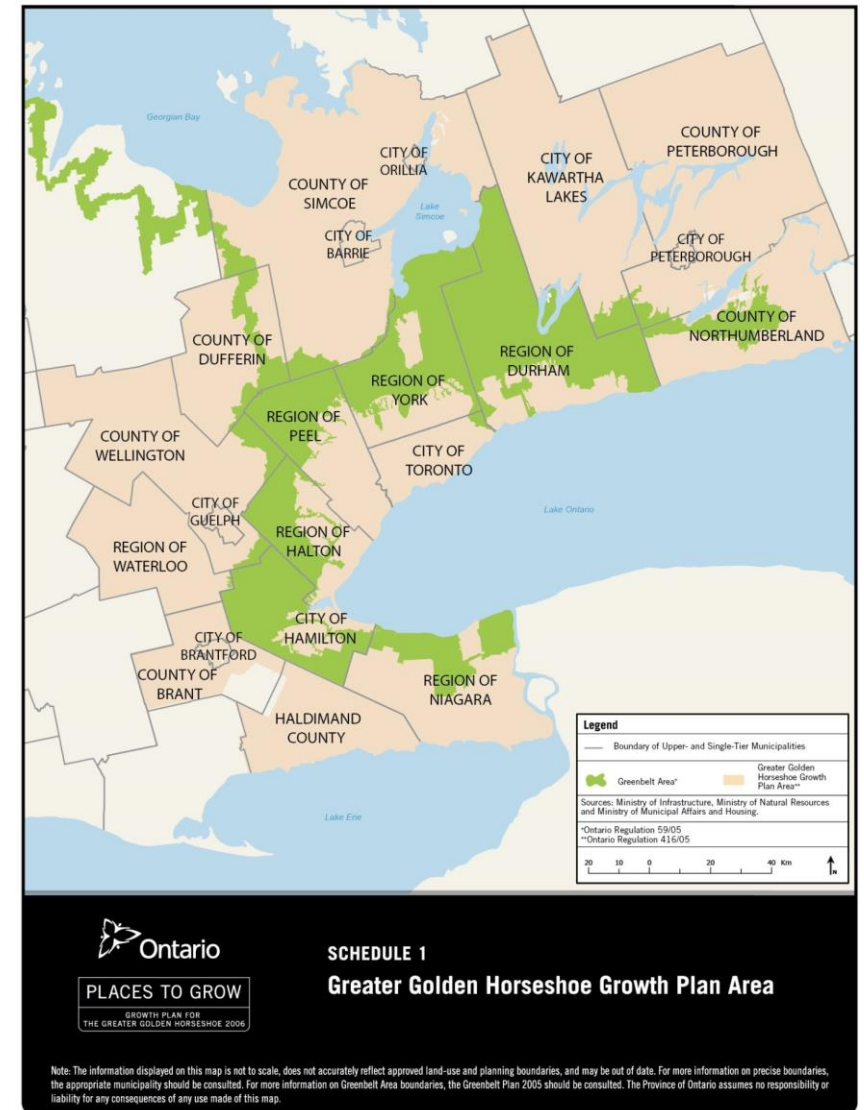 Georgian Bay
CITY OF
ORILLIA
COUNTY OF
SIMCOE
Lake
Simcoe
CITY OF
BARRIE
CITY OF
KAWARTHA
LAKES
COUNTY OF
PETERBOROUGH
CITY OF
PETERBOROUGH
COUNTY OF
NORTHUMBERLAND
COUNTY OF
DUFFERIN
REGION OF
YORK
REGION OF
DURHAM
REGION OF
PEEL
COUNTY OF
WELLINGTON
CITY OF
TORONTO
CITY OF
GUELPH
Lake Ontario
REGION OF
HALTON
REGION OF
WATERLOO
CITY OF
HAMILTON
CITY OF
BRANTFORD
COUNTY OF
BRANT
REGION OF
NIAGARA
HALDIMAND
COUNTY
Lake Erie
Legend
Boundary of Upper- and Single-Tier Municipalities
Greenbelt Area*
Greater Golden
Horseshoe Growth
Plan Area**
Sources: Ministry of Infrastructure, Ministry of Natural Resources
and Ministry of Municipal Affairs and Housing.
*Ontario Regulation 59/05
**Ontario Regulation 416/05
20 10 0 20 40 Km
N
Ontario
PLACES TO GROW
GROWTH PLAN FOR
THE GREATER GOLDEN HORSESHOE 2006
SCHEDULE 1
Greater Golden Horseshoe Growth Plan Area
Note: The information displayed on this map is not to scale, does not accurately reflect approved land-use and planning boundaries, and may be out of date. For more information on precise boundaries,
the appropriate municipality should be consulted. For more information on Greenbelt Area boundaries, the Greenbelt Plan 2005 should be consulted. The Province of Ontario assumes no responsibility or
liability for any consequences of any use made of this map.